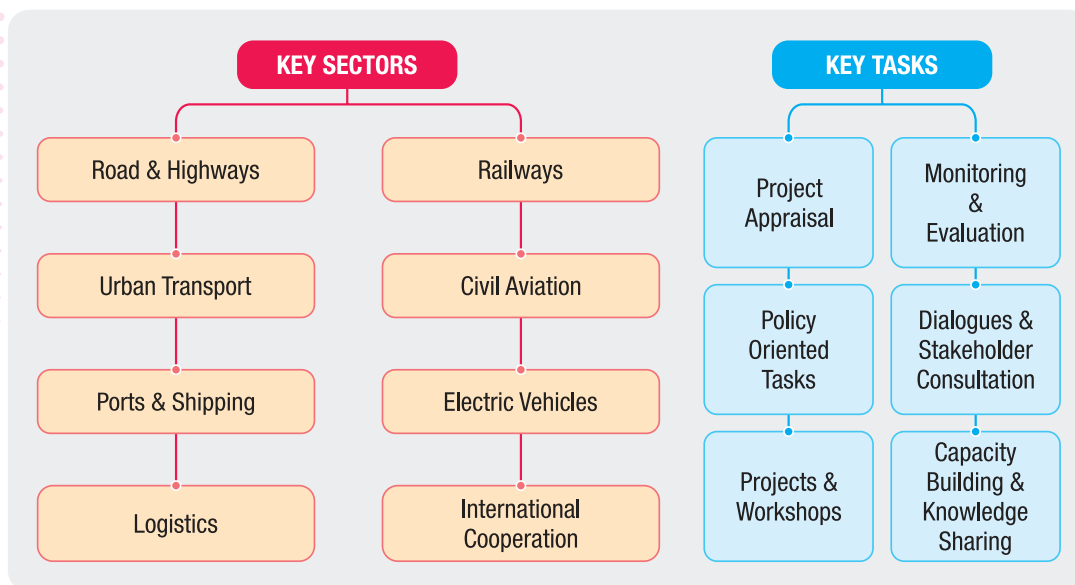 KEY SECTORS
Road & Highways
Urban Transport
Ports & Shipping
Logistics
Railways
Civil Aviation
Electric Vehicles
International
Cooperation
KEY TASKS
Project
Appraisal
Policy
Oriented
Tasks
Projects &
Workshops
Monitoring
&
Evaluation
Dialogues &
Stakeholder
Consultation
Capacity
Building &
Knowledge
Sharing